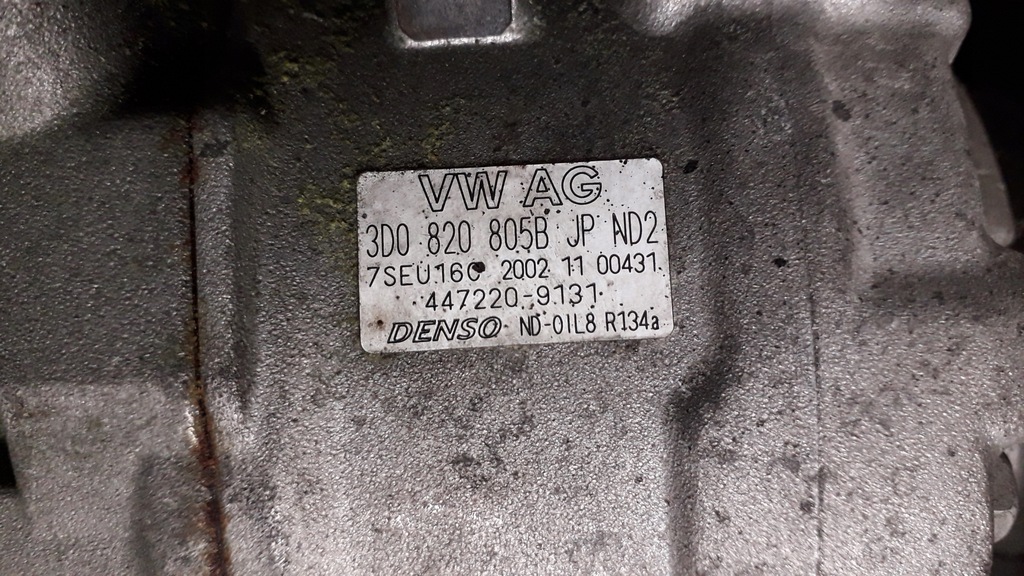 VW AG
3D0 820 805B JP ND2
7SEU16C 2002 11 00431
447220-9131
DENSO ND-OIL8 R134a